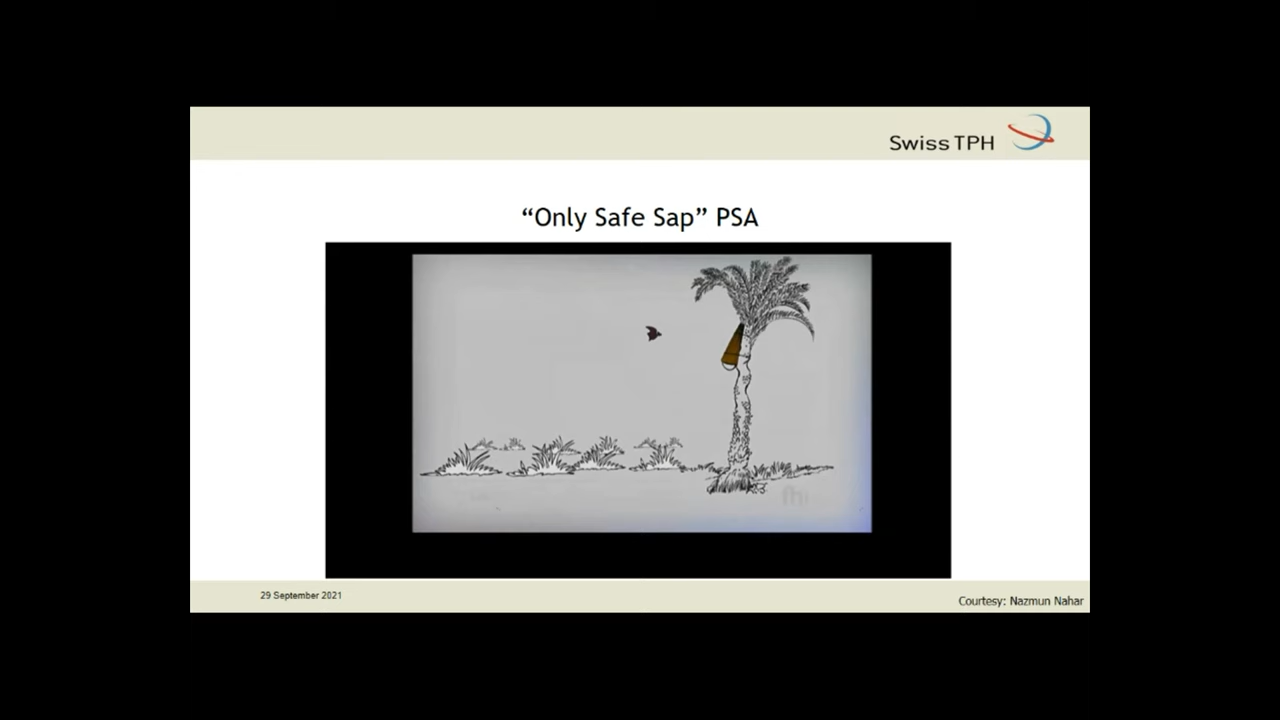 Swiss TPH
“Only Safe Sap” PSA
29 September 2021
Courtesy: Nazmun Nahar